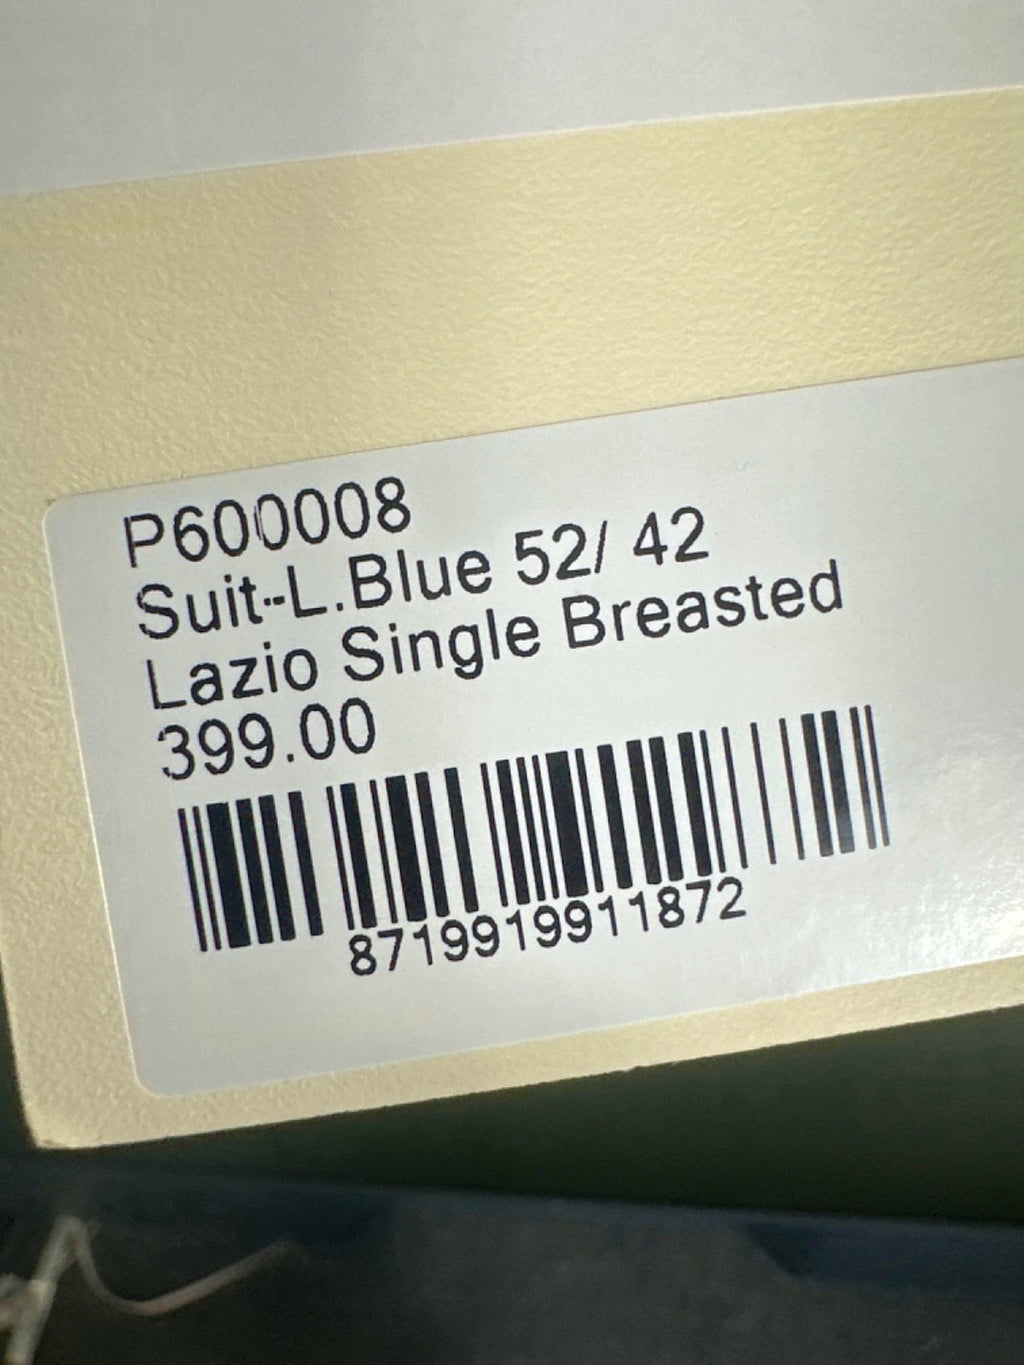 P600008
Suit--L.Blue 52/ 42
Lazio Single Breasted
399.00
8719919911872